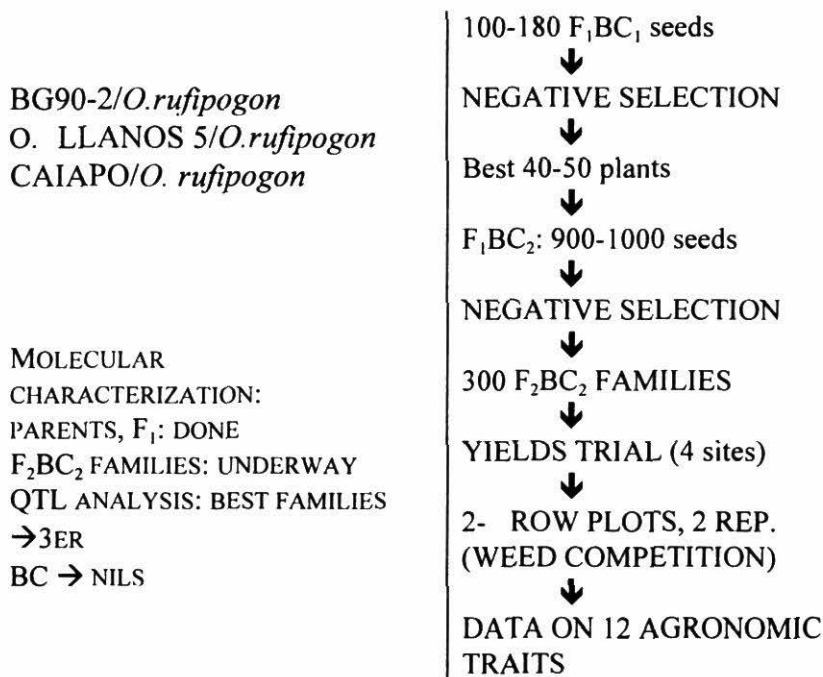 BG90-2/O.rufipogon
O. LLANOS 5/O.rufipogon
CAIAPO/O. rufipogon
MOLECULAR
CHARACTERIZATION:
PARENTS, F₁: DONE
F₂BC₂ FAMILIES: UNDERWAY
QTL ANALYSIS: BEST FAMILIES
→3ER
BC → NILS
100-180 F₁BC₁ seeds
↓
NEGATIVE SELECTION
↓
Best 40-50 plants
↓
F₁BC₂: 900-1000 seeds
↓
NEGATIVE SELECTION
↓
300 F₂BC₂ FAMILIES
↓
YIELDS TRIAL (4 sites)
↓
2- ROW PLOTS, 2 REP.
(WEED COMPETITION)
↓
DATA ON 12 AGRONOMIC
TRAITS